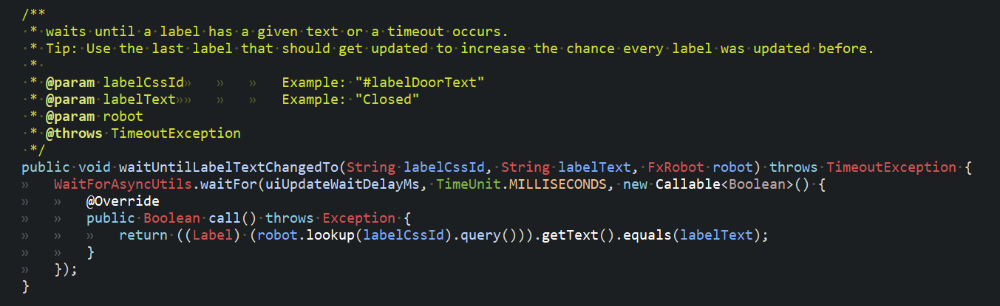 /**
 * waits until a label has a given text or a timeout occurs.
 * Tip: Use the last label that should get updated to increase the chance every label was updated before.
 *
 * @param labelCssId			Example: "#labelDoorText"
 * @param labelText				Example: "Closed"
 * @param robot
 * @throws TimeoutException
 */
public void waitUntilLabelTextChangedTo(String labelCssId, String labelText, FxRobot robot) throws TimeoutException {
	WaitForAsyncUtils.waitFor(uiUpdateWaitDelayMs, TimeUnit.MILLISECONDS, new Callable<Boolean>() {
		@Override
		public Boolean call() throws Exception {
			return ((Label) (robot.lookup(labelCssId).query())).getText().equals(labelText);
		}
	});
}